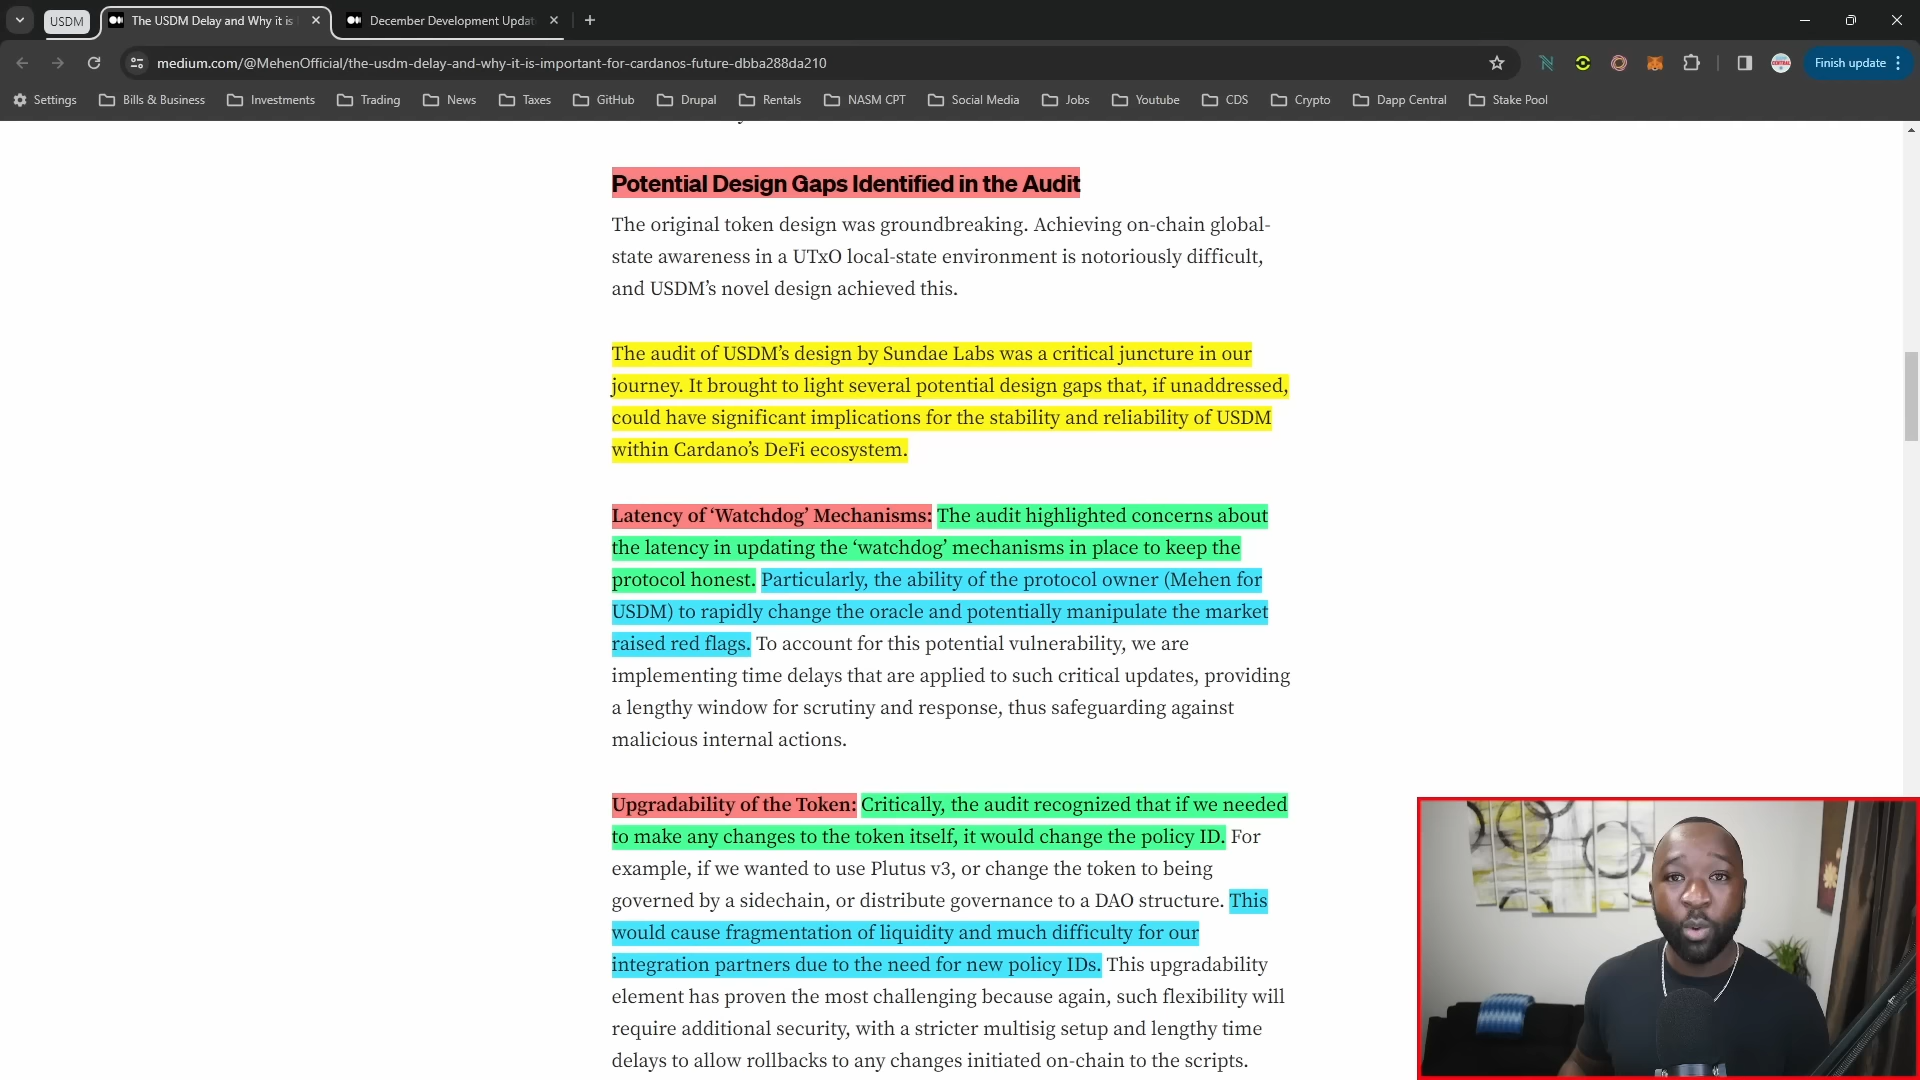 USDM
The USDM Delay and Why it is
December Development Updat
medium.com/@MehenOfficial/the-usdm-delay-and-why-it-is-important-for-cardanos-future-dbba288da210
Finish update
Settings
Bills & Business
Investments
Trading
News
Taxes
GitHub
Drupal
Rentals
NASM CPT
Social Media
Jobs
Youtube
CDS
Crypto
Dapp Central
Stake Pool
Potential Design Gaps Identified in the Audit
The original token design was groundbreaking. Achieving on-chain global-
state awareness in a UTxO local-state environment is notoriously difficult,
and USDM’s novel design achieved this.
The audit of USDM’s design by Sundae Labs was a critical juncture in our
journey. It brought to light several potential design gaps that, if unaddressed,
could have significant implications for the stability and reliability of USDM
within Cardano’s DeFi ecosystem.
Latency of ‘Watchdog’ Mechanisms: The audit highlighted concerns about
the latency in updating the ‘watchdog’ mechanisms in place to keep the
protocol honest. Particularly, the ability of the protocol owner (Mehen for
USDM) to rapidly change the oracle and potentially manipulate the market
raised red flags. To account for this potential vulnerability, we are
implementing time delays that are applied to such critical updates, providing
a lengthy window for scrutiny and response, thus safeguarding against
malicious internal actions.
Upgradability of the Token: Critically, the audit recognized that if we needed
to make any changes to the token itself, it would change the policy ID. For
example, if we wanted to use Plutus v3, or change the token to being
governed by a sidechain, or distribute governance to a DAO structure. This
would cause fragmentation of liquidity and much difficulty for our
integration partners due to the need for new policy IDs. This upgradability
element has proven the most challenging because again, such flexibility will
require additional security, with a stricter multisig setup and lengthy time
delays to allow rollbacks to any changes initiated on-chain to the scripts.